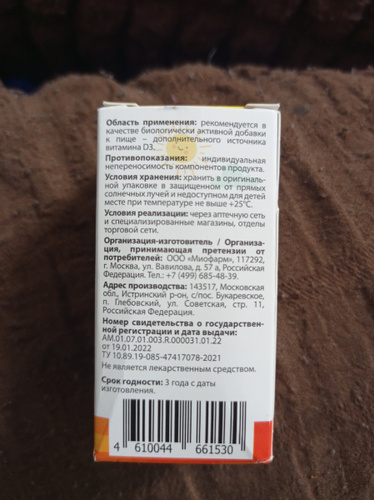 Область применения: рекомендуется в
качестве биологически активной добавки
к пище – дополнительного источника
витамина D3.
Противопоказания: индивидуальная
непереносимость компонентов продукта.
Условия хранения: хранить в оригиналь-
ной упаковке в защищенном от прямых
солнечных лучей и недоступном для детей
месте при температуре не выше +25°С.
Условия реализации: через аптечную сеть
и специализированные магазины, отделы
торговой сети.
Организация-изготовитель / Организа-
ция, принимающая претензии от
потребителей: ООО «Миофарм», 117292,
г. Москва, ул. Вавилова, д. 57 а, Российская
Федерация. Тел.: +7 (499) 685-48-39.
Адрес производства: 143517, Московская
обл., Истринский р-он, с/пос. Букаревское,
п. Глебовский, ул. Советская, стр. 11,
Российская Федерация.
Номер свидетельства о государствен-
ной регистрации и дата выдачи:
AM.01.07.01.003.R.000031.01.22
от 19.01.2022
ТУ 10.89.19-085-47417078-2021
Не является лекарственным средством.
Срок годности: 3 года с даты
изготовления.
4 610044 661530